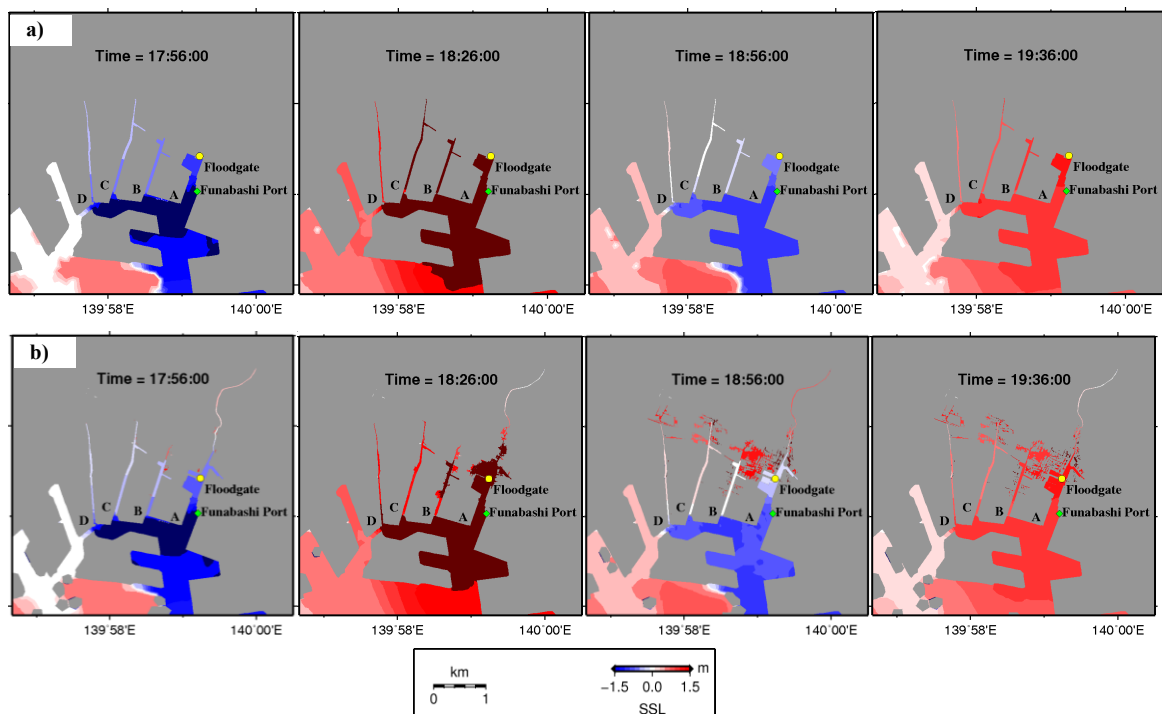 a)
Time = 17:56:00
Time = 18:26:00
Time = 18:56:00
Time = 19:36:00
Floodgate
Floodgate
Floodgate
Floodgate
D C B A Funabashi Port
D C B A Funabashi Port
D C B A Funabashi Port
D C B A Funabashi Port
139˚58'E 140˚00'E
139˚58'E 140˚00'E
139˚58'E 140˚00'E
139˚58'E 140˚00'E
b)
Time = 17:56:00
Time = 18:26:00
Time = 18:56:00
Time = 19:36:00
Floodgate
Floodgate
Floodgate
Floodgate
D C B A Funabashi Port
D C B A Funabashi Port
D C B A Funabashi Port
D C B A Funabashi Port
139˚58'E 140˚00'E
139˚58'E 140˚00'E
139˚58'E 140˚00'E
139˚58'E 140˚00'E
km
0 1
m
−1.5 0.0 1.5
SSL